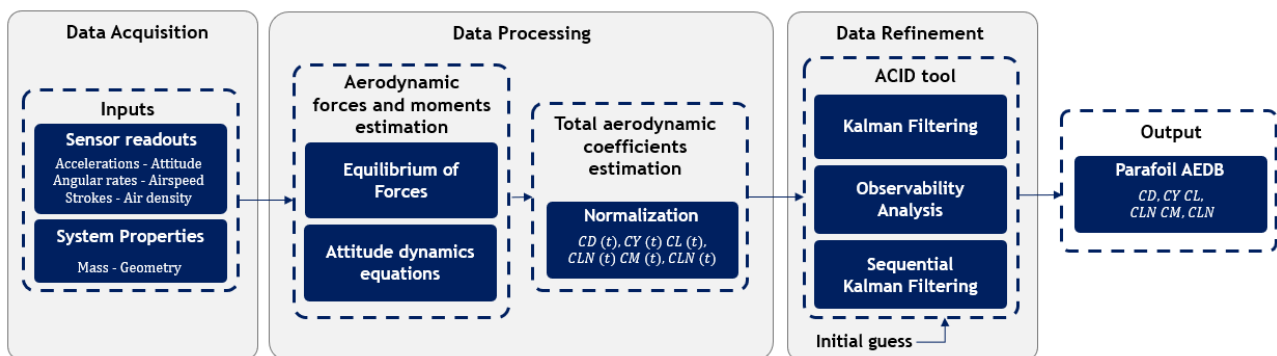 Data Acquisition
Inputs
Sensor readouts
Accelerations - Attitude
Angular rates - Airspeed
Strokes - Air density
System Properties
Mass - Geometry
Data Processing
Aerodynamic
forces and moments
estimation
Equilibrium of
Forces
Attitude dynamics
equations
Total aerodynamic
coefficients
estimation
Normalization
CD (t), CY (t) CL (t),
CLN (t) CM (t), CLN (t)
Data Refinement
ACID tool
Kalman Filtering
Observability
Analysis
Sequential
Kalman Filtering
Initial guess
Output
Parafoil AEDB
CD, CY CL,
CLN CM, CLN